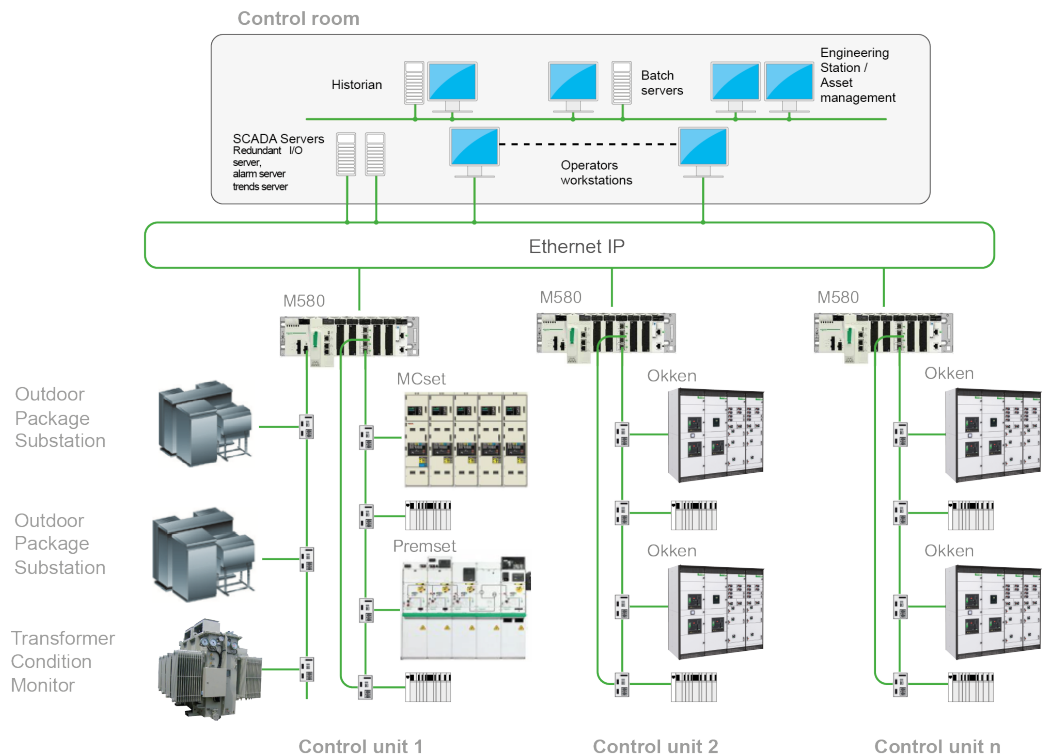 Control room
Historian
Batch
servers
Engineering
Station /
Asset
management
SCADA Servers
Redundant I/O
server,
alarm server
trends server
Operators
workstations
Ethernet IP
M580
M580
M580
Outdoor
Package
Substation
MCset
Okken
Okken
Outdoor
Package
Substation
Premset
Okken
Okken
Transformer
Condition
Monitor
Control unit 1
Control unit 2
Control unit n